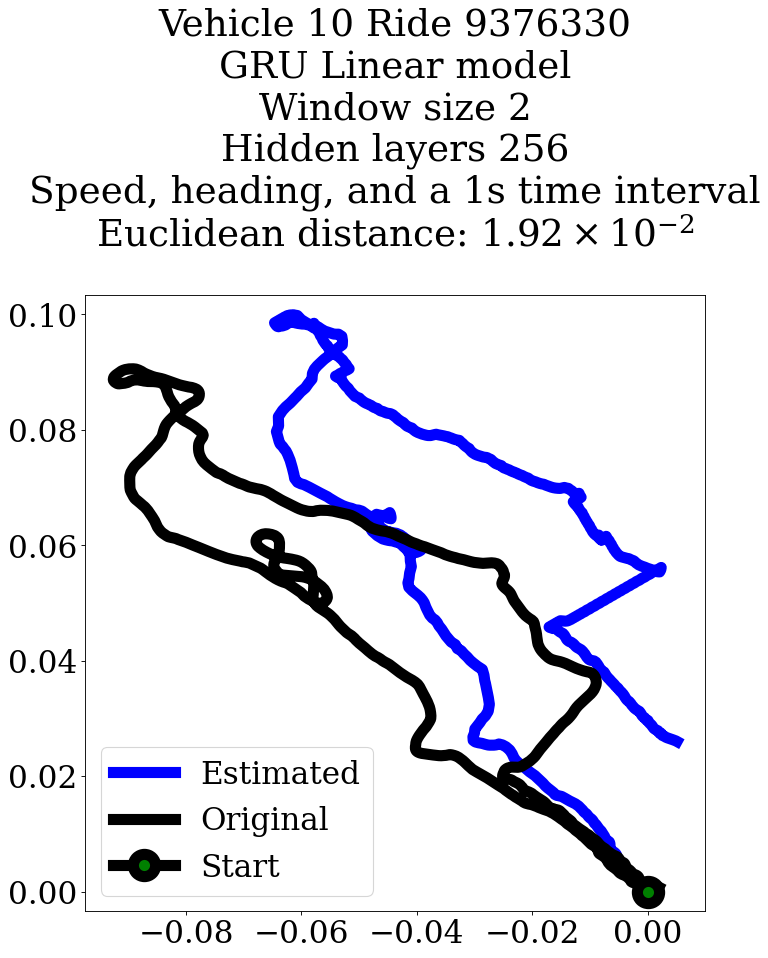 Vehicle 10 Ride 9376330
GRU Linear model
Window size 2
Hidden layers 256
Speed, heading, and a 1s time interval
Euclidean distance: 1.92 × 10⁻²
0.10
0.08
0.06
0.04
0.02
0.00
Estimated
Original
Start
−0.08 −0.06 −0.04 −0.02 0.00